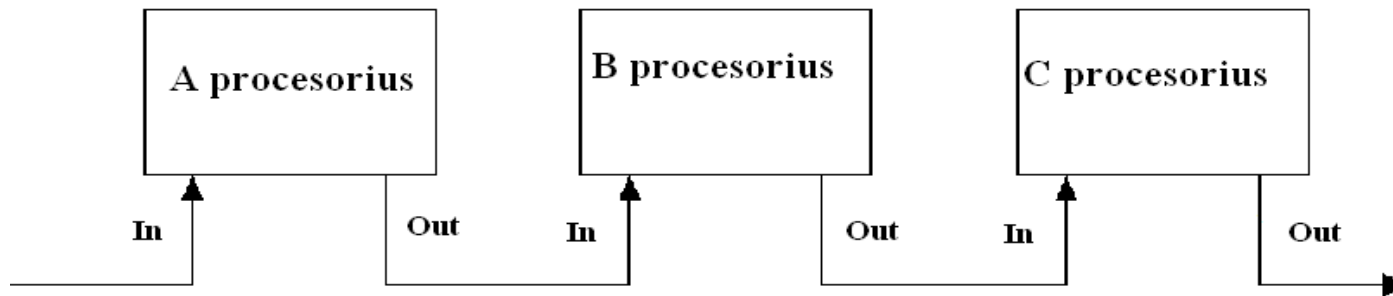 A procesorius
B procesorius
C procesorius
In
Out
In
Out
In
Out